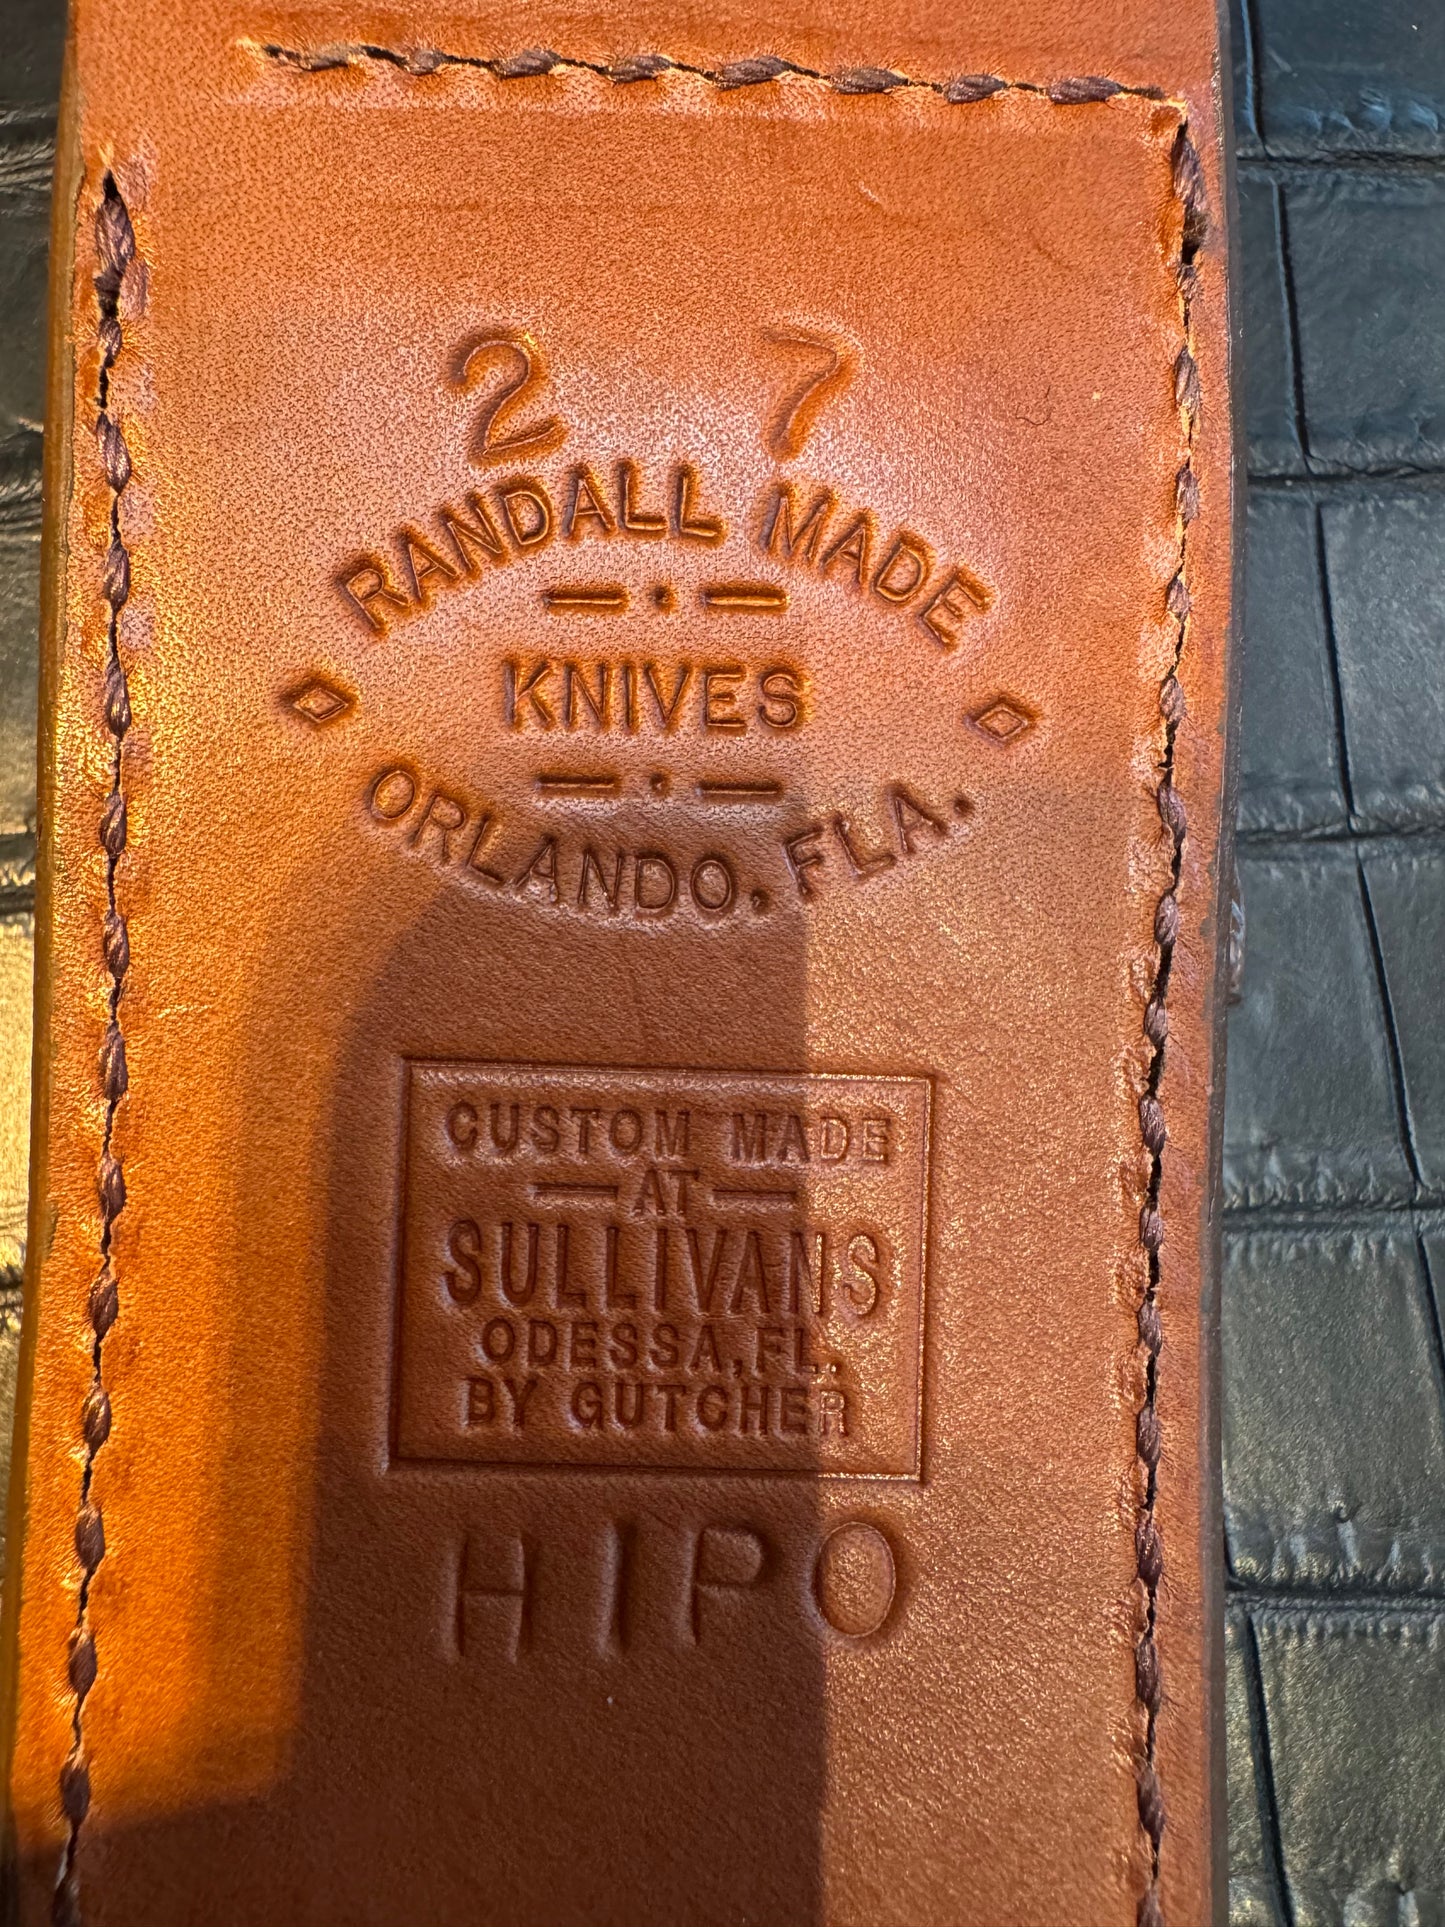 2 7
RANDALL MADE
KNIVES
ORLANDO, FLA.
CUSTOM MADE
AT
SULLIVANS
ODESSA, FL.
BY GUTCHER
HIPO